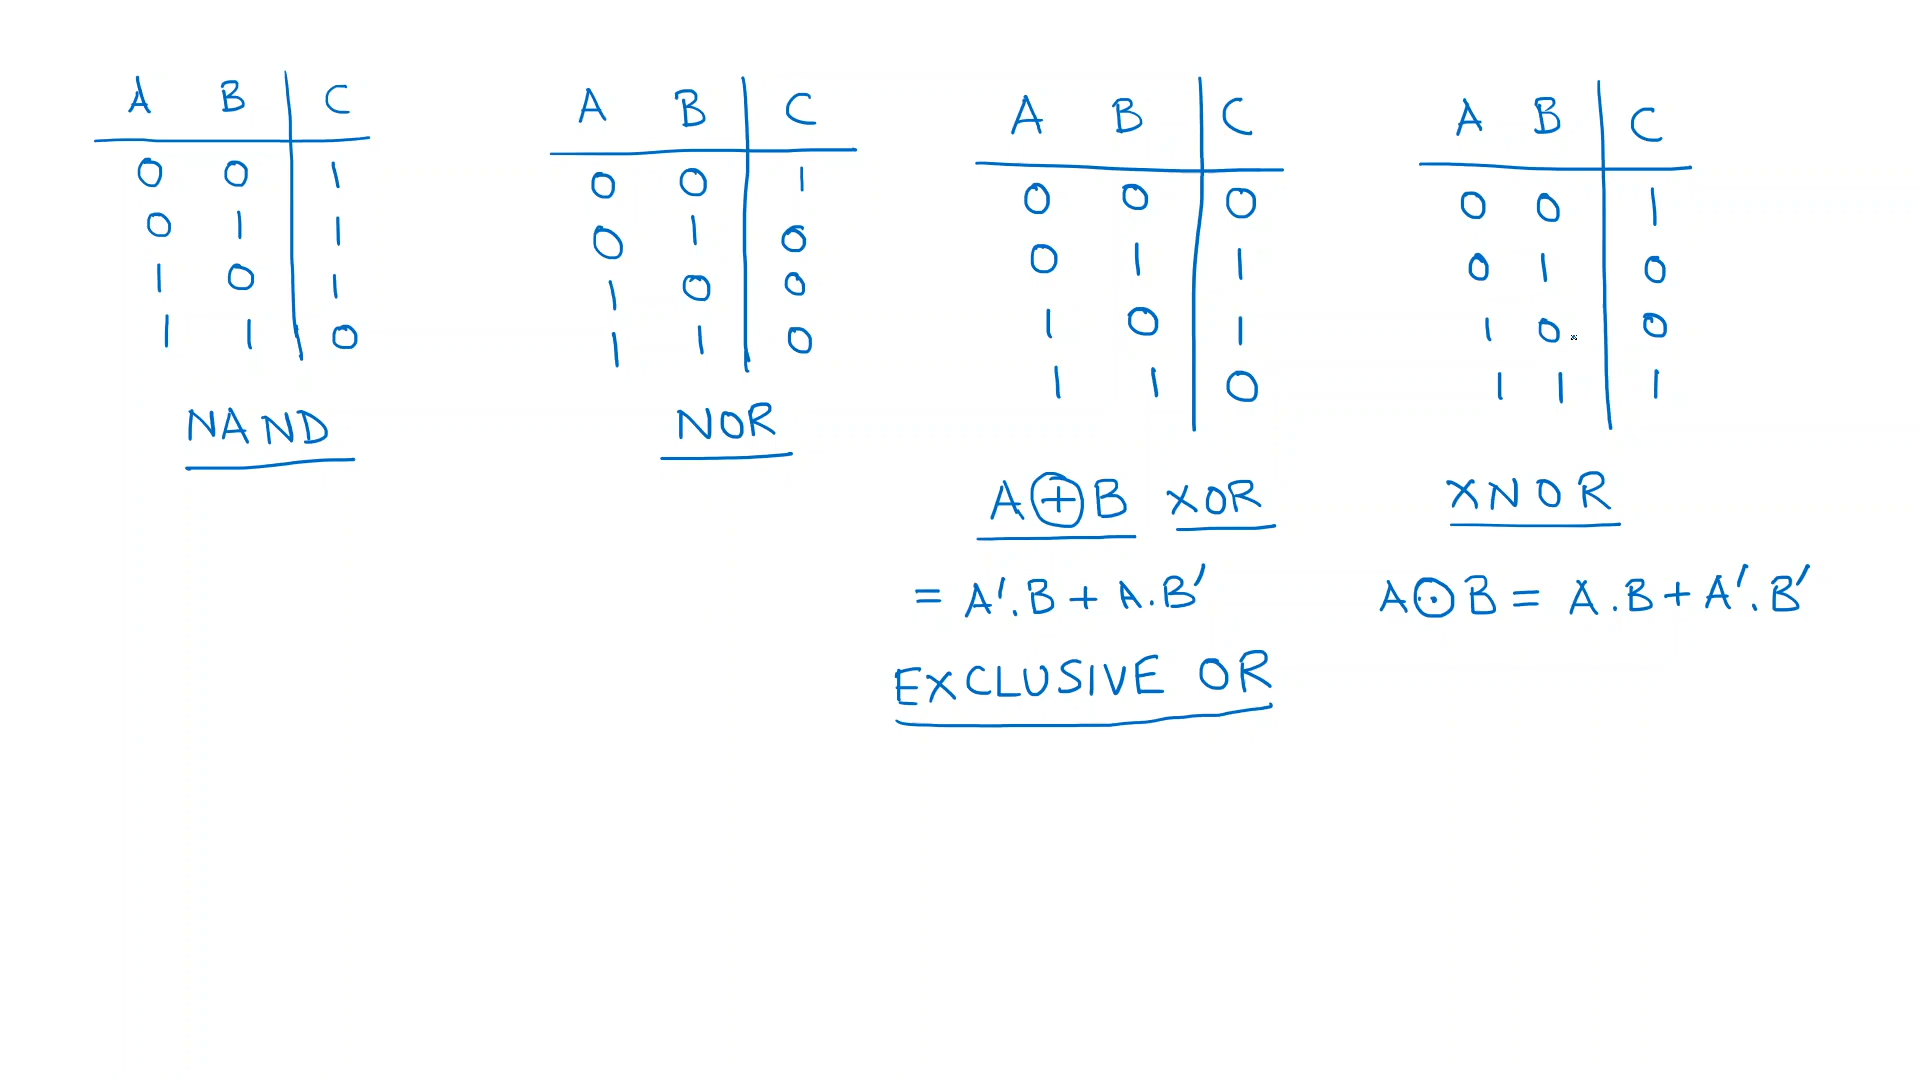 A B C
0 0 1
0 1 1
1 0 1
1 1 0
NAND
A B C
0 0 1
0 1 0
1 0 0
1 1 0
NOR
A B C
0 0 0
0 1 1
1 0 1
1 1 0
A⊕B XOR
= A'.B + A.B'
EXCLUSIVE OR
A B C
0 0 1
0 1 0
1 0 0
1 1 1
XNOR
A⊙B = A.B + A'.B'